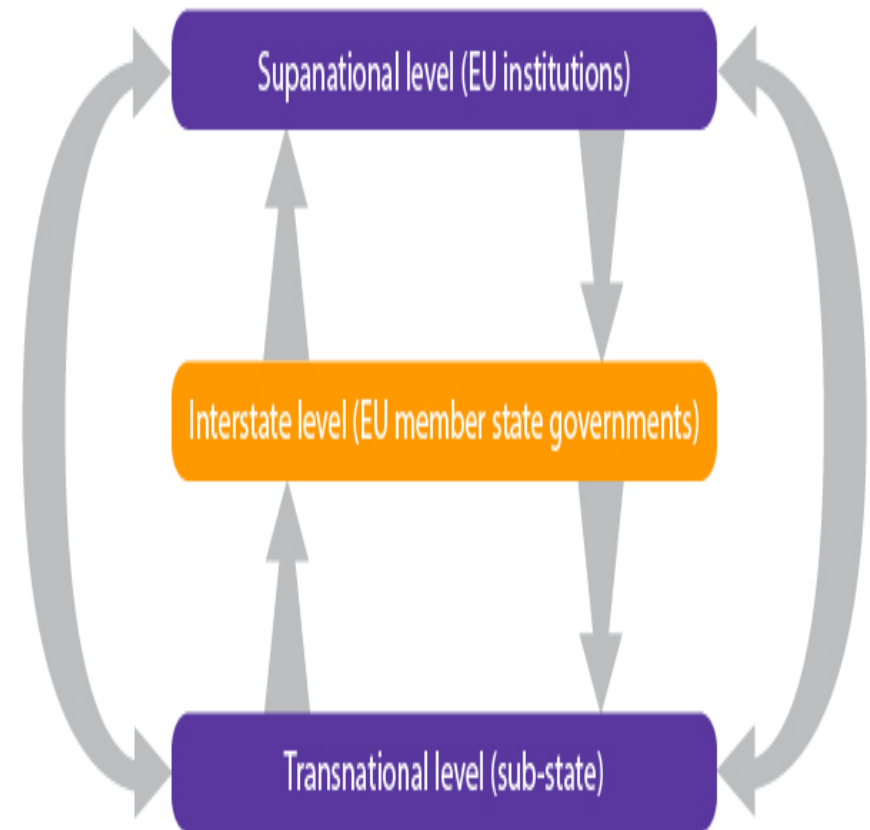 Supanational level (EU institutions)
Interstate level (EU member state governments)
Transnational level (sub-state)